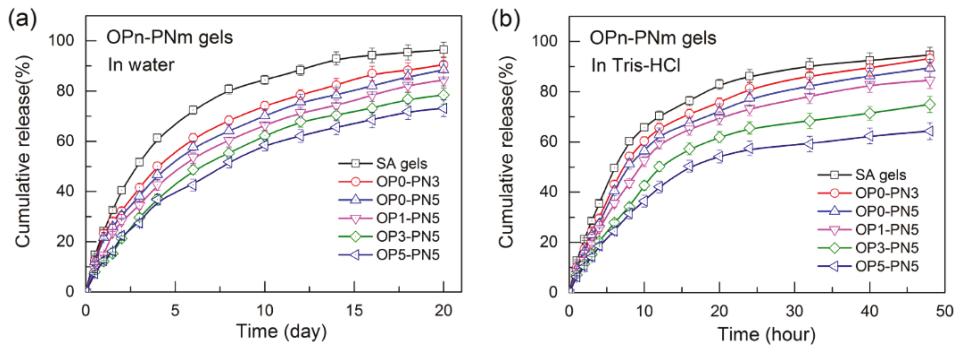 (a)
OPn-PNm gels
In water
Cumulative release(%)
100
80
60
40
20
0
SA gels
OP0-PN3
OP0-PN5
OP1-PN5
OP3-PN5
OP5-PN5
0 5 10 15 20
Time (day)
(b)
OPn-PNm gels
In Tris-HCl
Cumulative release(%)
100
80
60
40
20
0
SA gels
OP0-PN3
OP0-PN5
OP1-PN5
OP3-PN5
OP5-PN5
0 10 20 30 40 50
Time (hour)